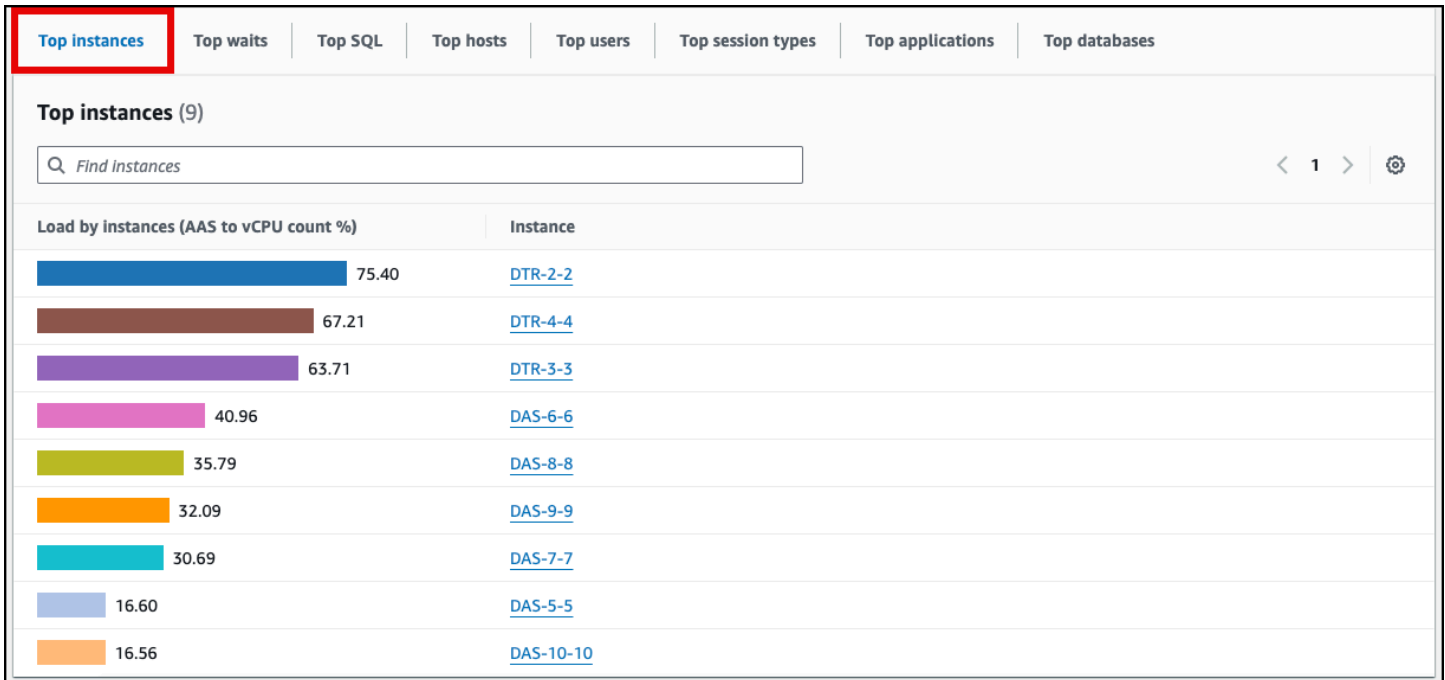 Top instances Top waits Top SQL Top hosts Top users Top session types Top applications Top databases
Top instances (9)
Find instances
1
Load by instances (AAS to vCPU count %) Instance
75.40 DTR-2-2
67.21 DTR-4-4
63.71 DTR-3-3
40.96 DAS-6-6
35.79 DAS-8-8
32.09 DAS-9-9
30.69 DAS-7-7
16.60 DAS-5-5
16.56 DAS-10-10